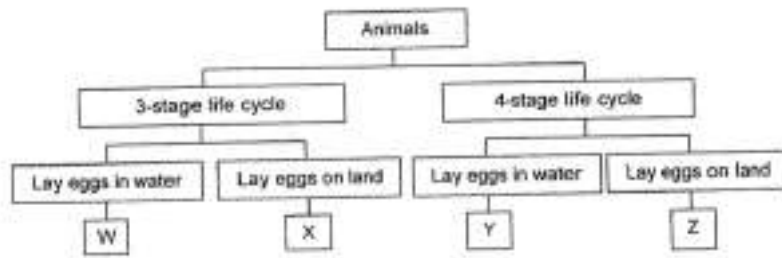 Animals
3-stage life cycle
4-stage life cycle
Lay eggs in water
Lay eggs on land
Lay eggs in water
Lay eggs on land
W
X
Y
Z